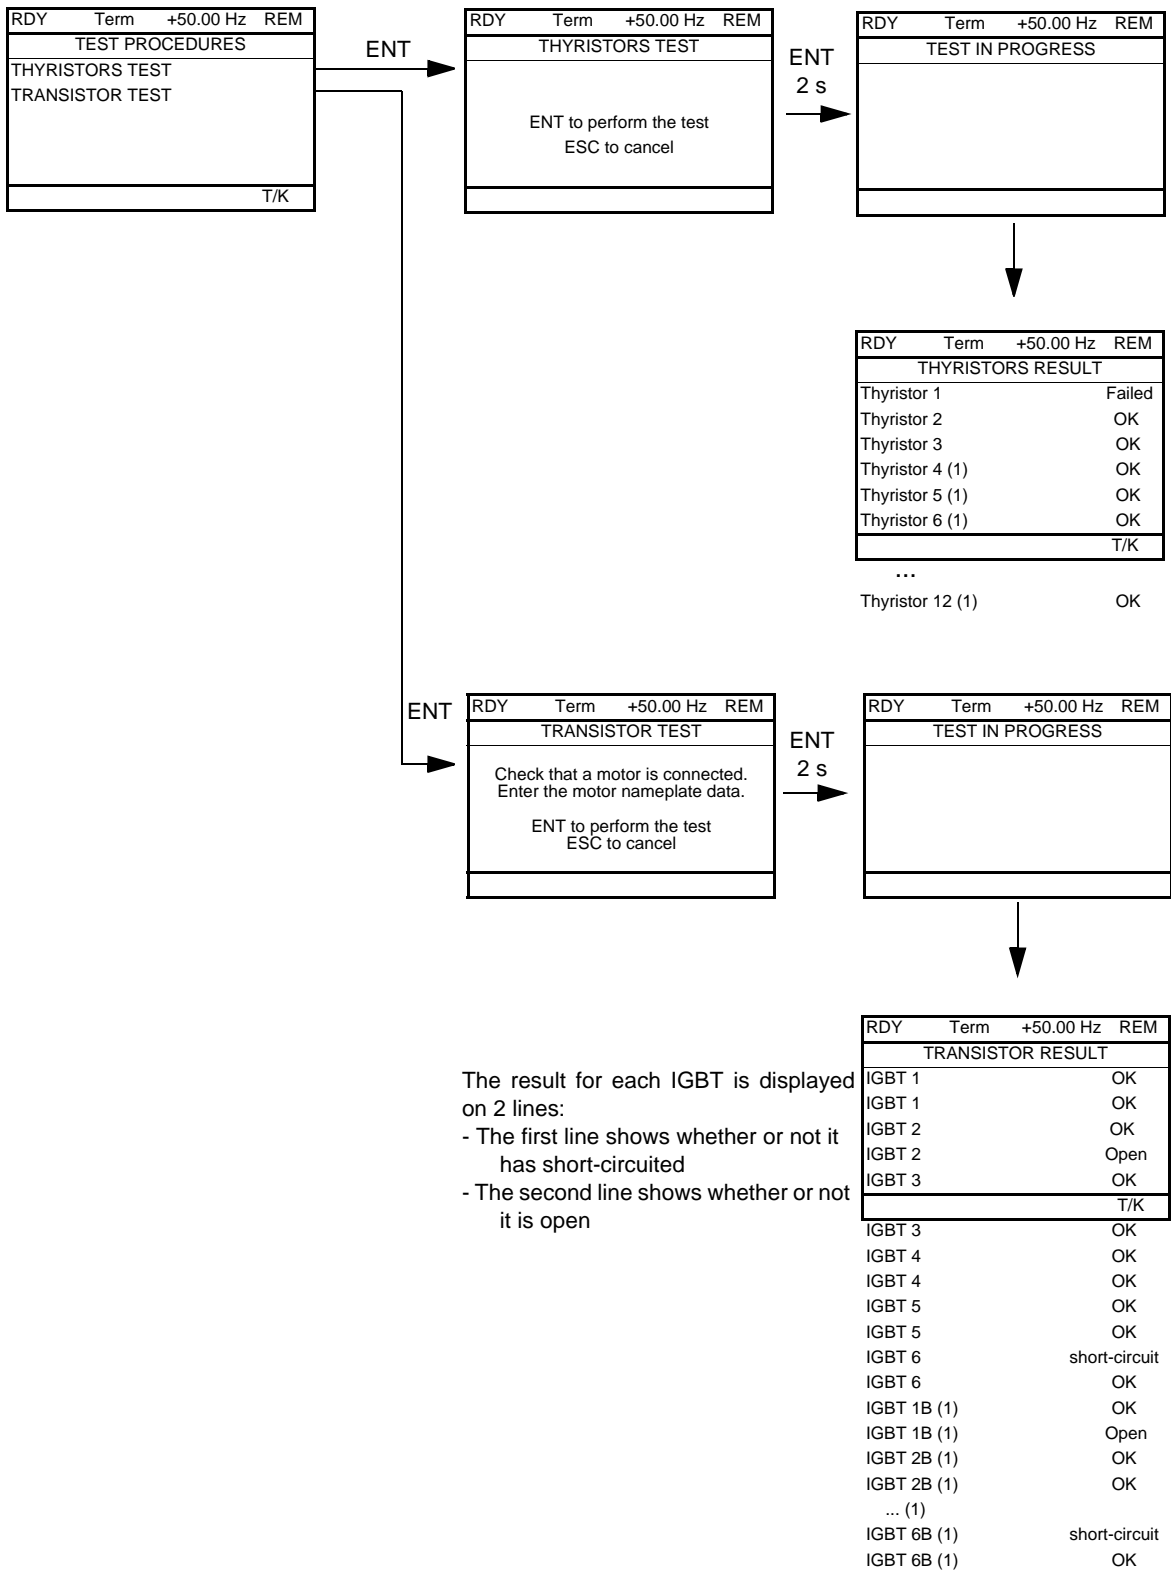 RDY Term +50.00 Hz REM
TEST PROCEDURES
THYRISTORS TEST
TRANSISTOR TEST
T/K
ENT
RDY Term +50.00 Hz REM
THYRISTORS TEST
ENT to perform the test
ESC to cancel
ENT
2 s
RDY Term +50.00 Hz REM
TEST IN PROGRESS
RDY Term +50.00 Hz REM
THYRISTORS RESULT
Thyristor 1 Failed
Thyristor 2 OK
Thyristor 3 OK
Thyristor 4 (1) OK
Thyristor 5 (1) OK
Thyristor 6 (1) OK
T/K
...
Thyristor 12 (1) OK
ENT
RDY Term +50.00 Hz REM
TRANSISTOR TEST
Check that a motor is connected.
Enter the motor nameplate data.
ENT to perform the test
ESC to cancel
ENT
2 s
RDY Term +50.00 Hz REM
TEST IN PROGRESS
The result for each IGBT is displayed
on 2 lines:
- The first line shows whether or not it
has short-circuited
- The second line shows whether or not
it is open
RDY Term +50.00 Hz REM
TRANSISTOR RESULT
IGBT 1 OK
IGBT 1 OK
IGBT 2 OK
IGBT 2 Open
IGBT 3 OK
T/K
IGBT 3 OK
IGBT 4 OK
IGBT 4 OK
IGBT 5 OK
IGBT 5 OK
IGBT 6 short-circuit
IGBT 6 OK
IGBT 1B (1) OK
IGBT 1B (1) Open
IGBT 2B (1) OK
IGBT 2B (1) OK
... (1)
IGBT 6B (1) short-circuit
IGBT 6B (1) OK